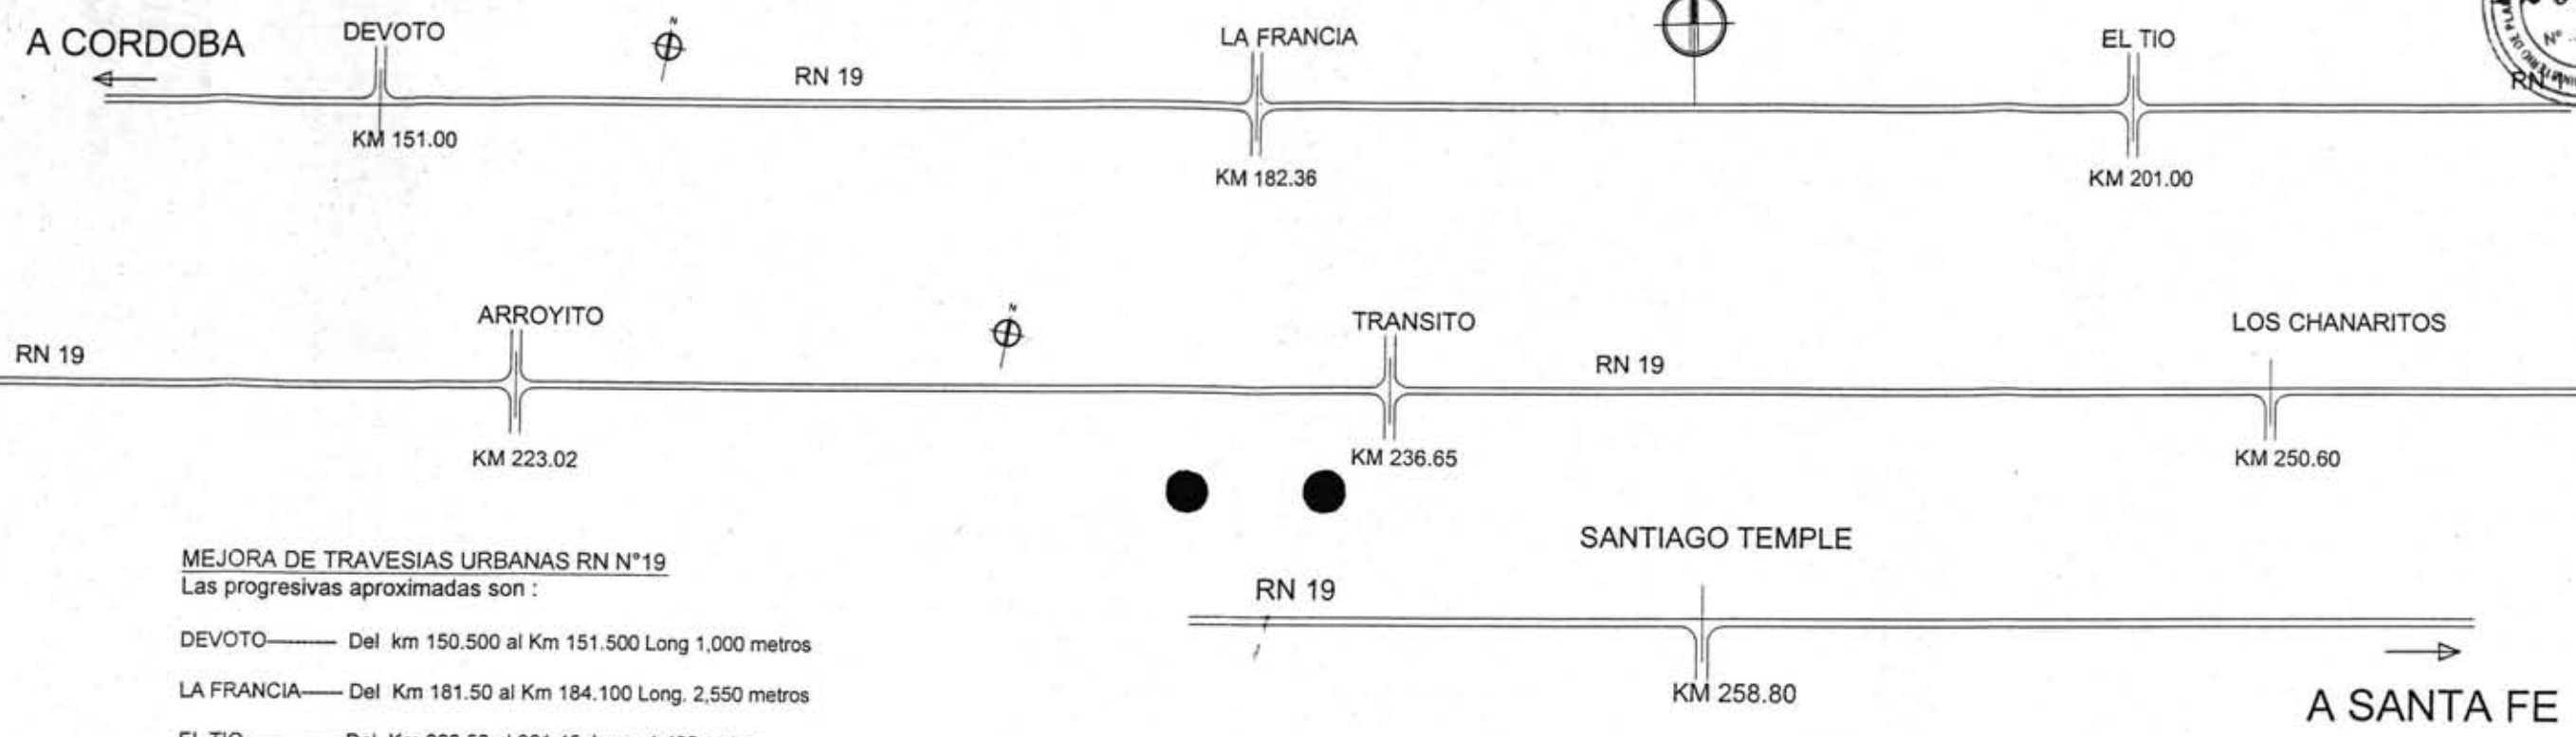 A CORDOBA
DEVOTO
N
RN 19
LA FRANCIA
EL TIO
Nº
KM 151.00
KM 182.36
KM 201.00
ARROYITO
N
TRANSITO
LOS CHANARITOS
RN 19
RN 19
KM 223.02
KM 236.65
KM 250.60
SANTIAGO TEMPLE
RN 19
KM 258.80
A SANTA FE
MEJORA DE TRAVESIAS URBANAS RN N°19
Las progresivas aproximadas son :
DEVOTO——— Del km 150.500 al Km 151.500 Long 1,000 metros
LA FRANCIA—— Del Km 181.50 al Km 184.100 Long. 2,550 metros